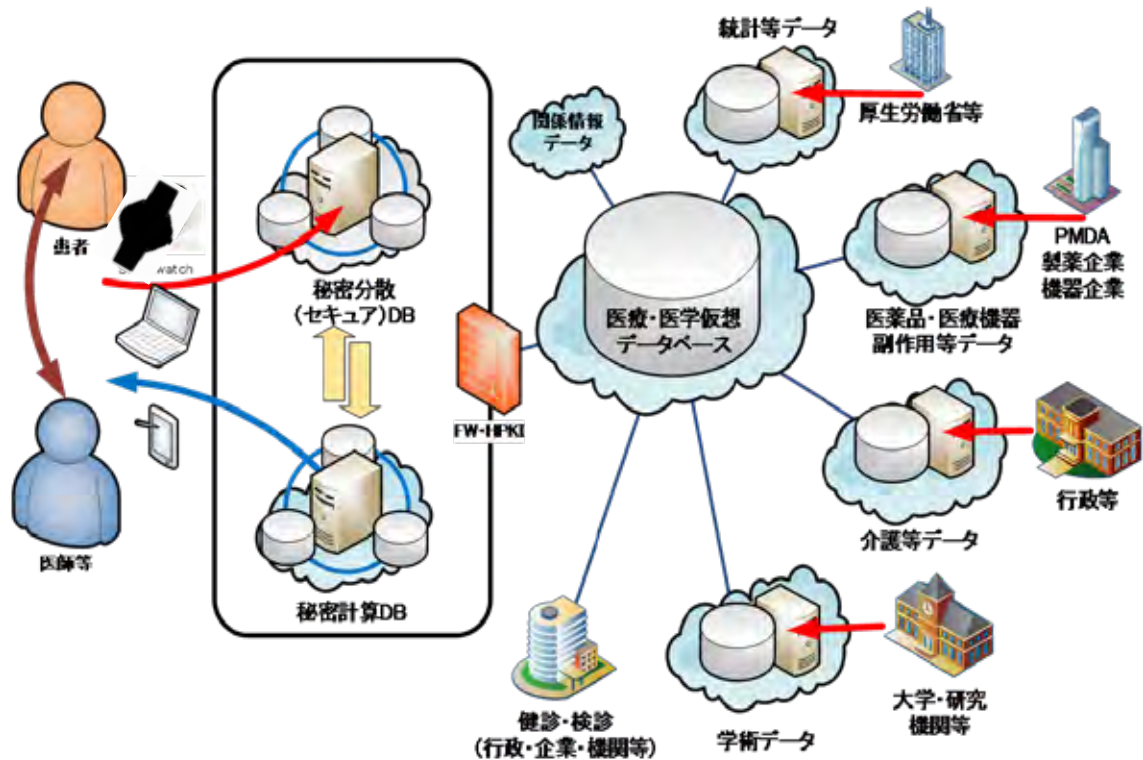 統計等データ
厚生労働省等
関係情報
データ
患者
watch
秘密分散
(セキュア)DB
医療・医学仮想
データベース
PMDA
製薬企業
機器企業
医薬品・医療機器
副作用等データ
FW・HPKI
行政等
介護等データ
医師等
秘密計算DB
健診・検診
(行政・企業・機関等)
学術データ
大学・研究
機関等